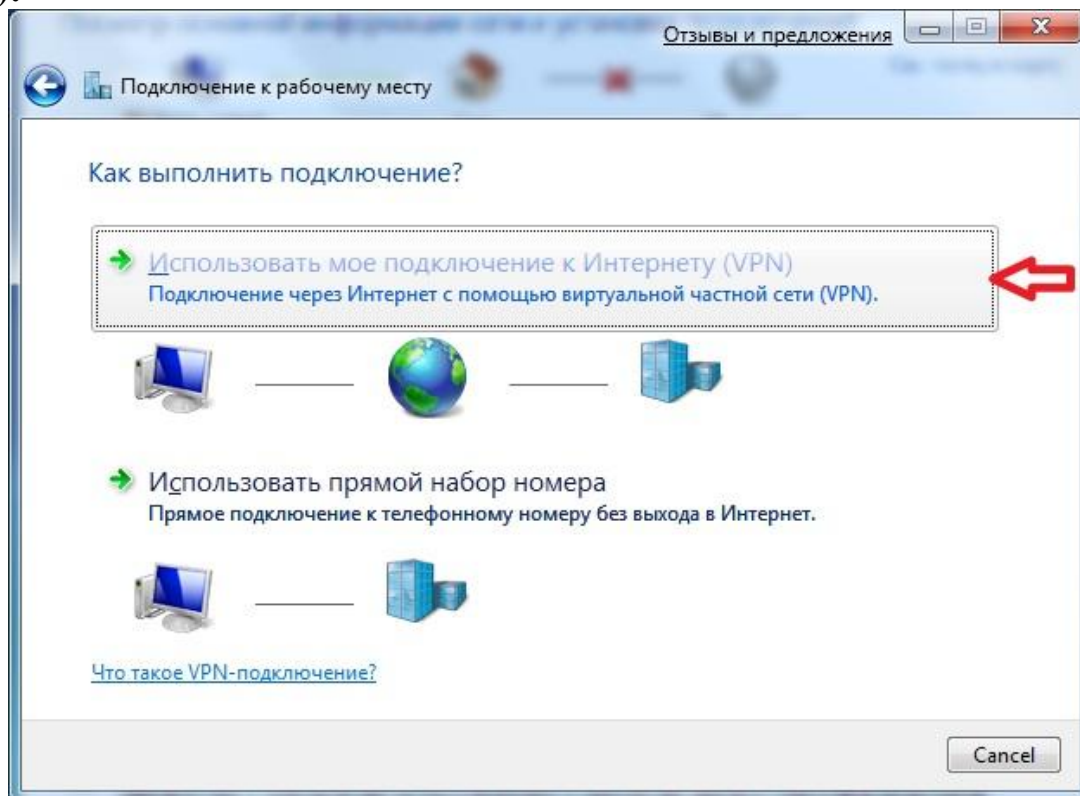 Отзывы и предложения
Подключение к рабочему месту
Как выполнить подключение?
Использовать мое подключение к Интернету (VPN)
Подключение через Интернет с помощью виртуальной частной сети (VPN).
Использовать прямой набор номера
Прямое подключение к телефонному номеру без выхода в Интернет.
Что такое VPN-подключение?
Cancel